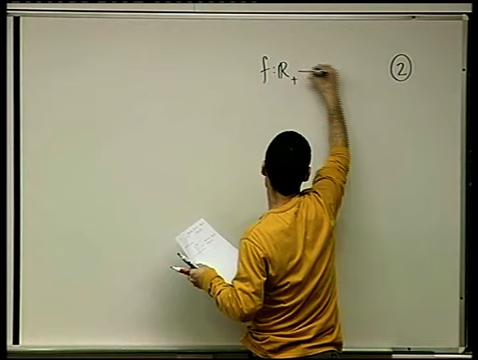 f : ℝ₊ — ②